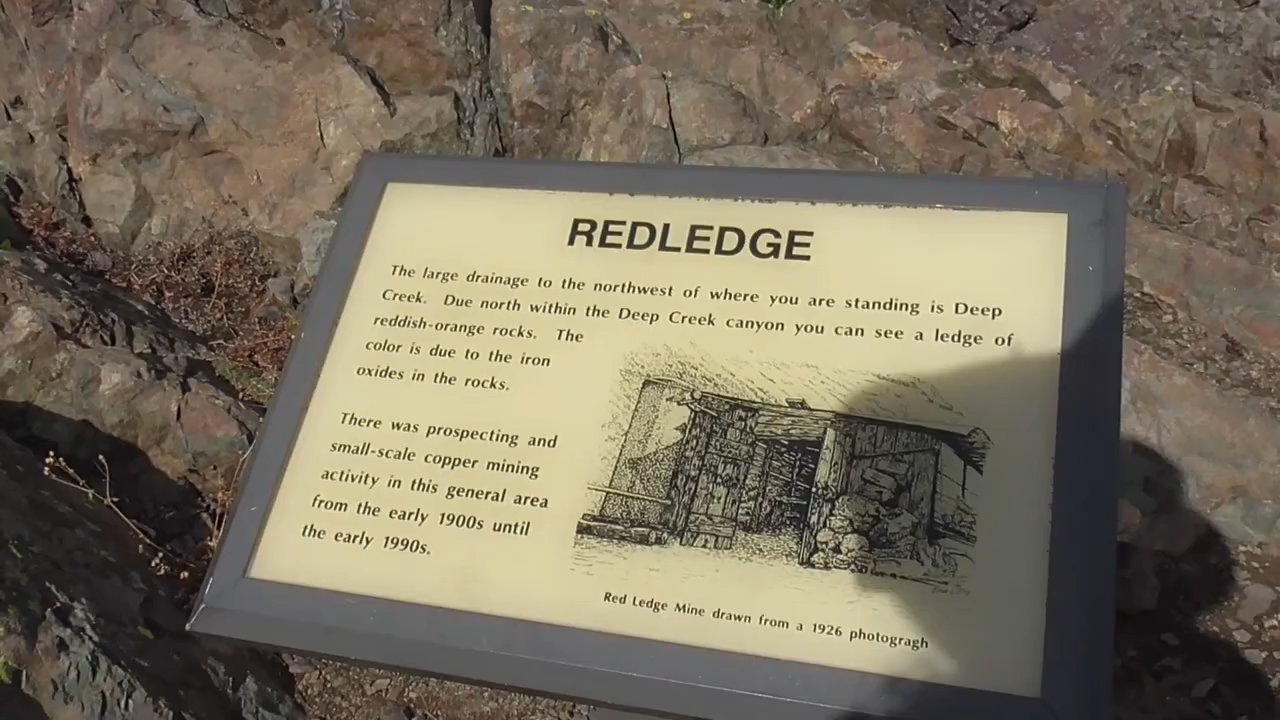 REDLEDGE
The large drainage to the northwest of where you are standing is Deep
Creek. Due north within the Deep Creek canyon you can see a ledge of
reddish-orange rocks. The
color is due to the iron
oxides in the rocks.
There was prospecting and
small-scale copper mining
activity in this general area
from the early 1900s until
the early 1990s.
Red Ledge Mine drawn from a 1926 photogragh